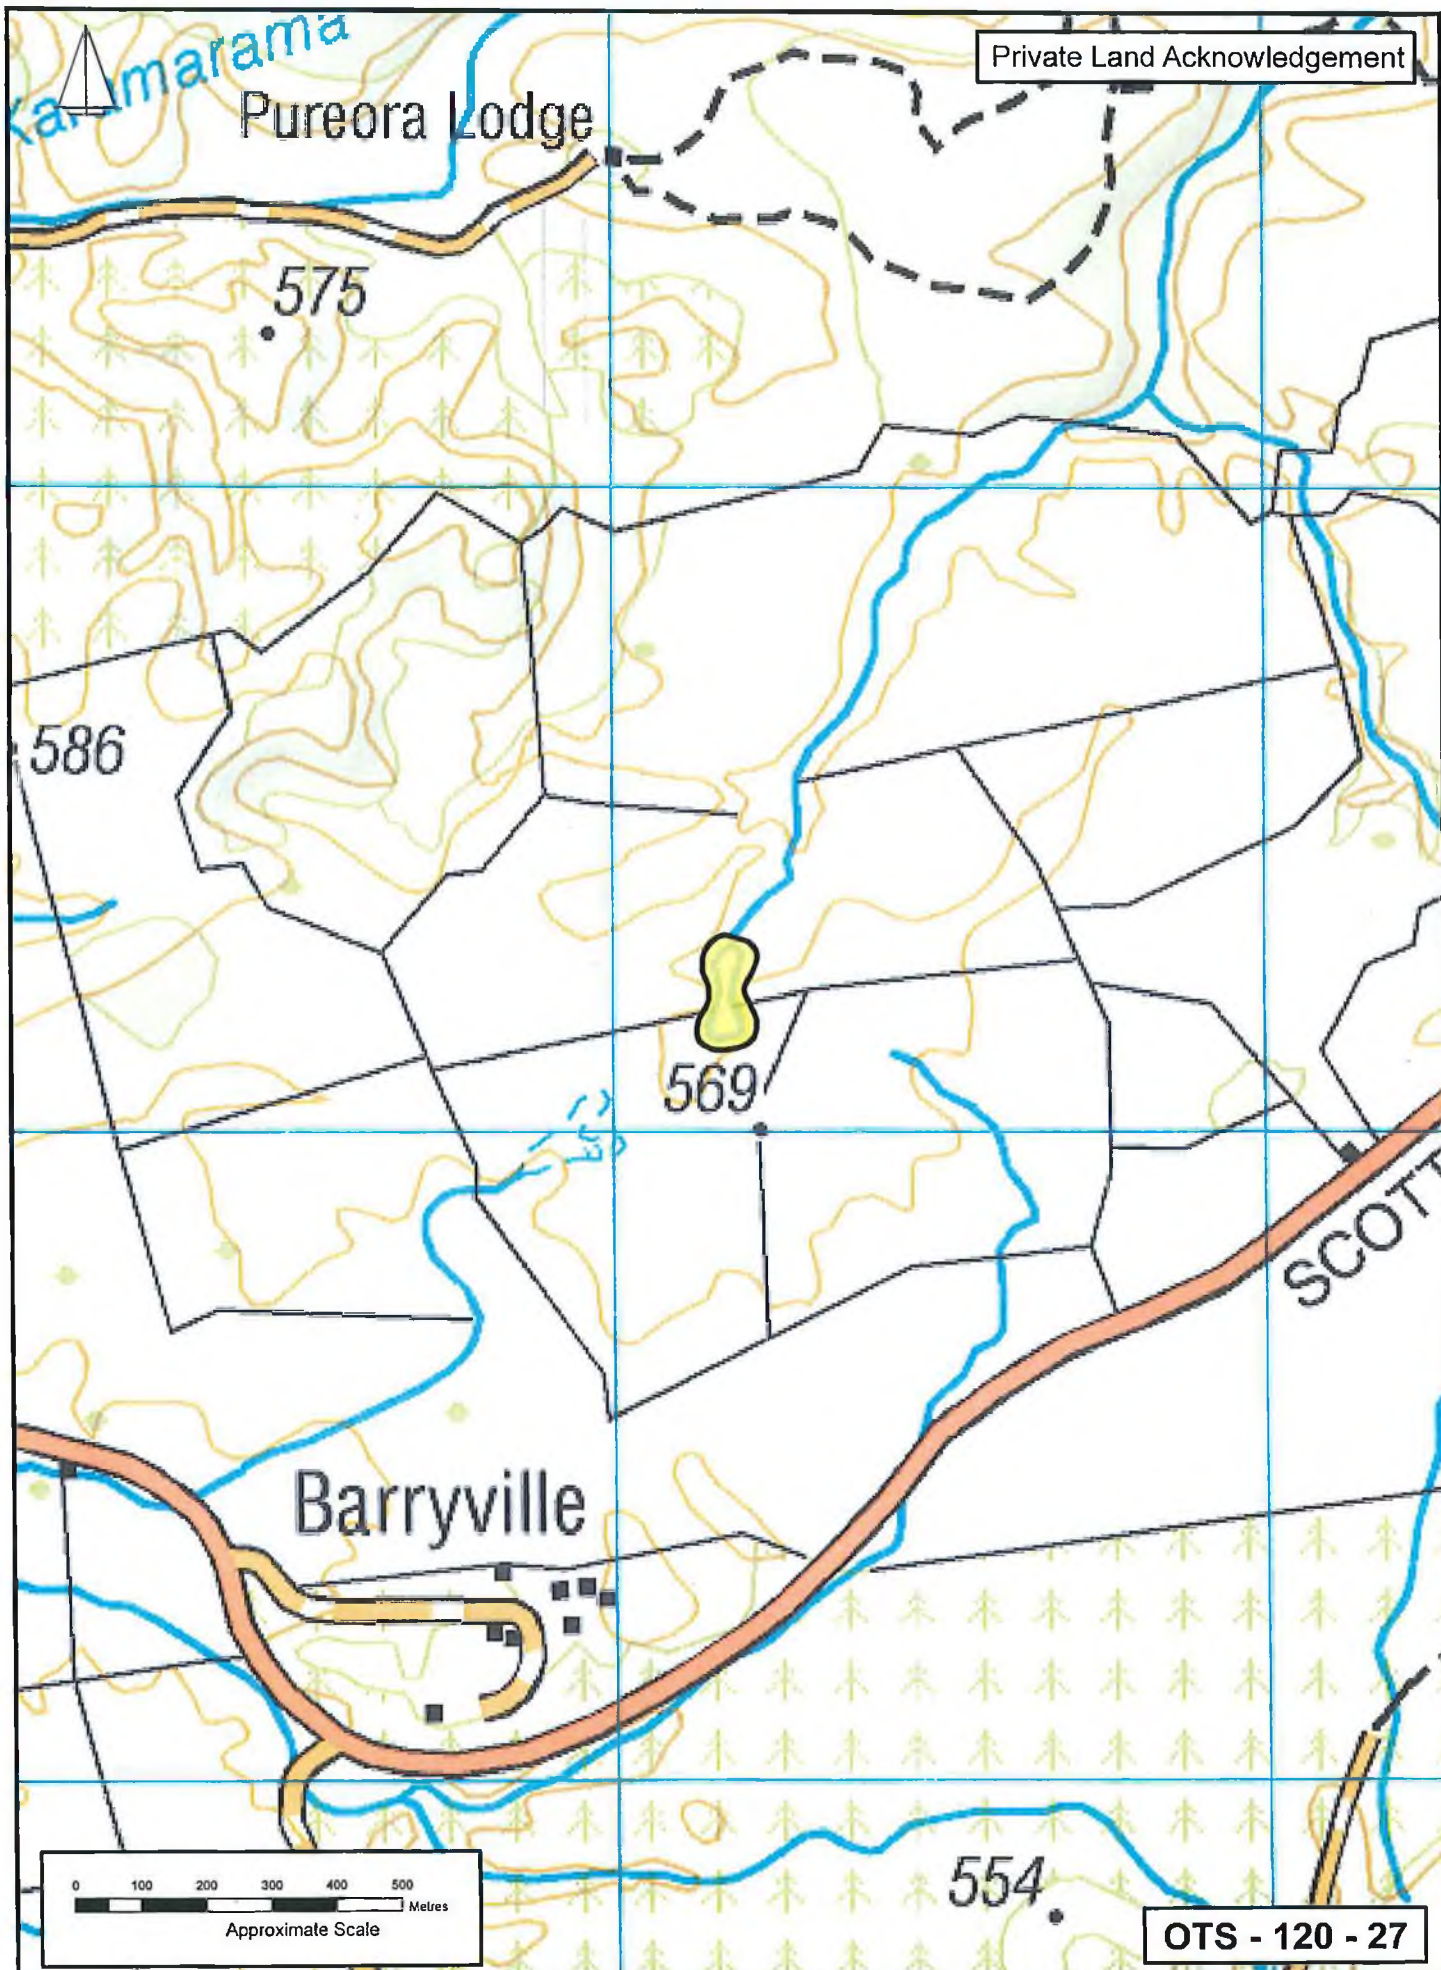 Private Land Acknowledgement
Pureora Lodge
575
586
569
SCOTT
Barryville
554
0 100 200 300 400 500
Metres
Approximate Scale
OTS - 120 - 27